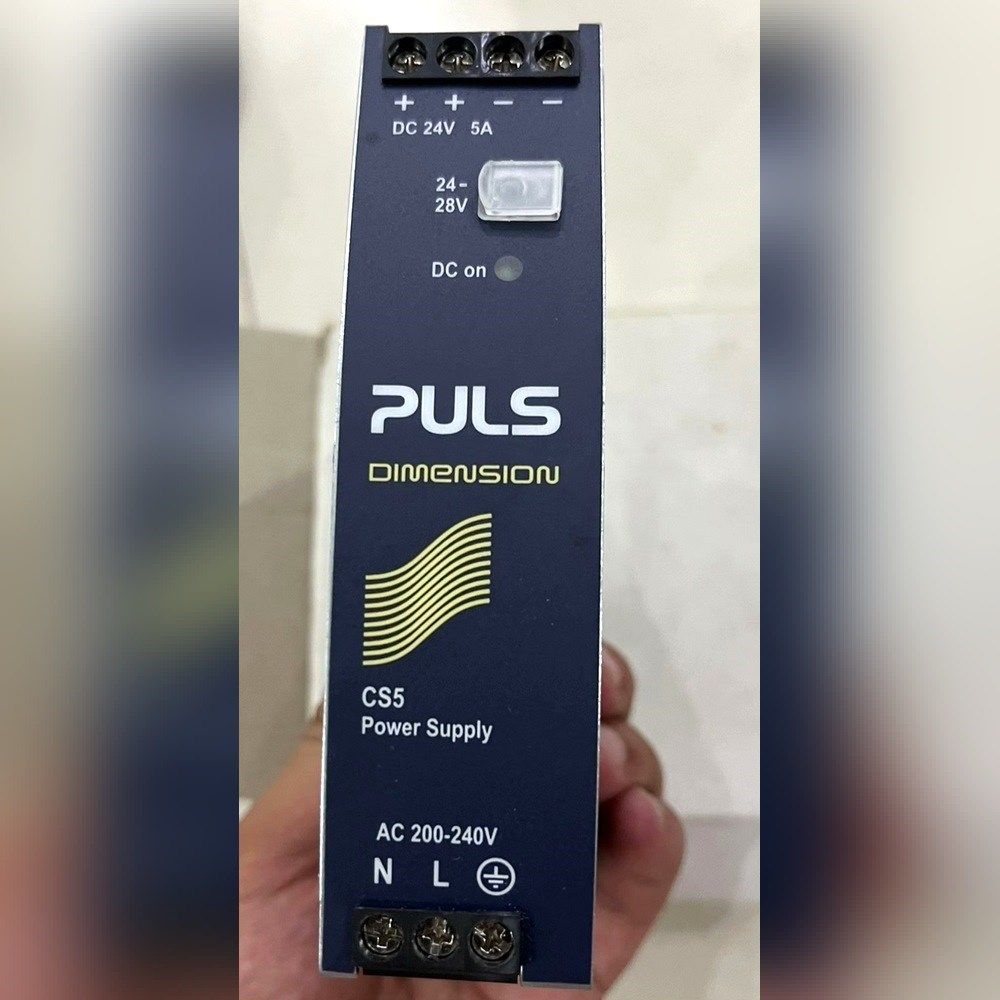 + + − −
DC 24V 5A
24-
28V
DC on
PULS
DIMENSION
CS5
Power Supply
AC 200-240V
N L